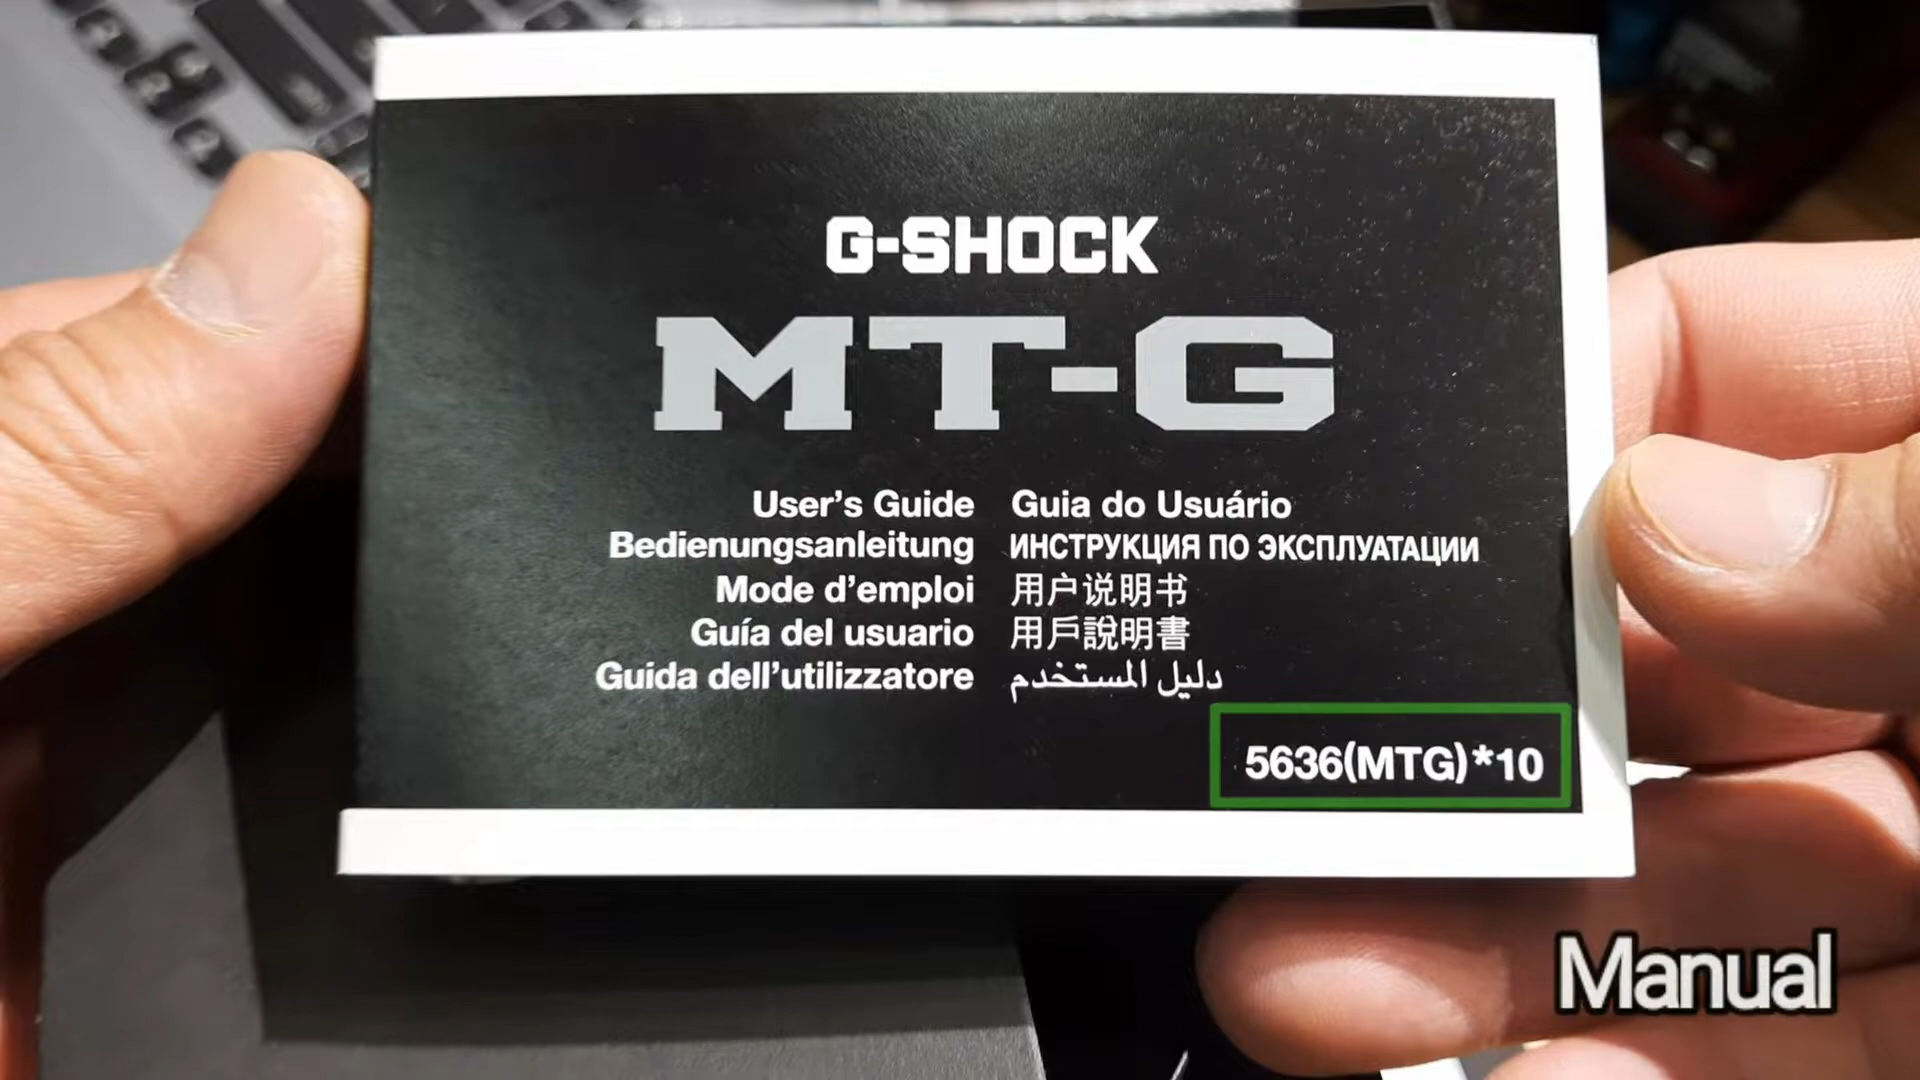 G-SHOCK
MT-G
User's Guide
Bedienungsanleitung
Mode d'emploi
Guía del usuario
Guida dell'utilizzatore
Guia do Usuário
ИНСТРУКЦИЯ ПО ЭКСПЛУАТАЦИИ
用户说明书
用戶說明書
دليل المستخدم
5636(MTG)*10
Manual